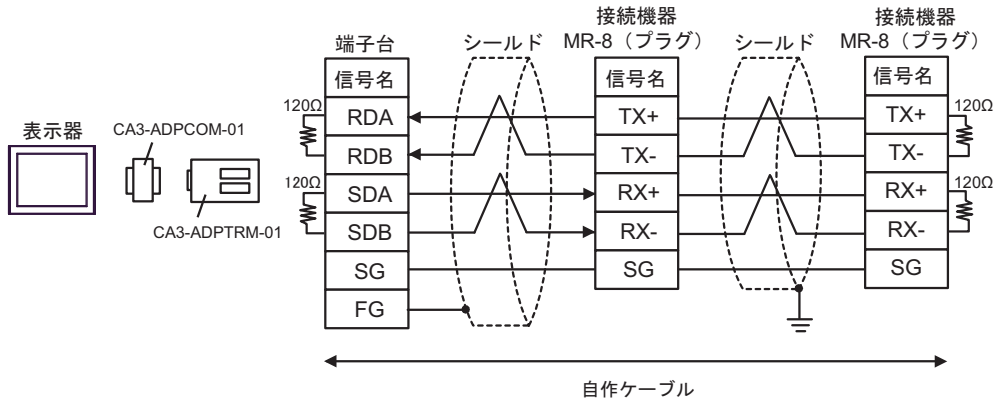 接続機器
MR-8（プラグ）
接続機器
MR-8（プラグ）
端子台
シールド
シールド
信号名
信号名
信号名
120Ω
RDA
TX+
TX+
120Ω
表示器
CA3-ADPCOM-01
RDB
TX-
TX-
120Ω
SDA
RX+
RX+
120Ω
CA3-ADPTRM-01
SDB
RX-
RX-
SG
SG
SG
FG
自作ケーブル